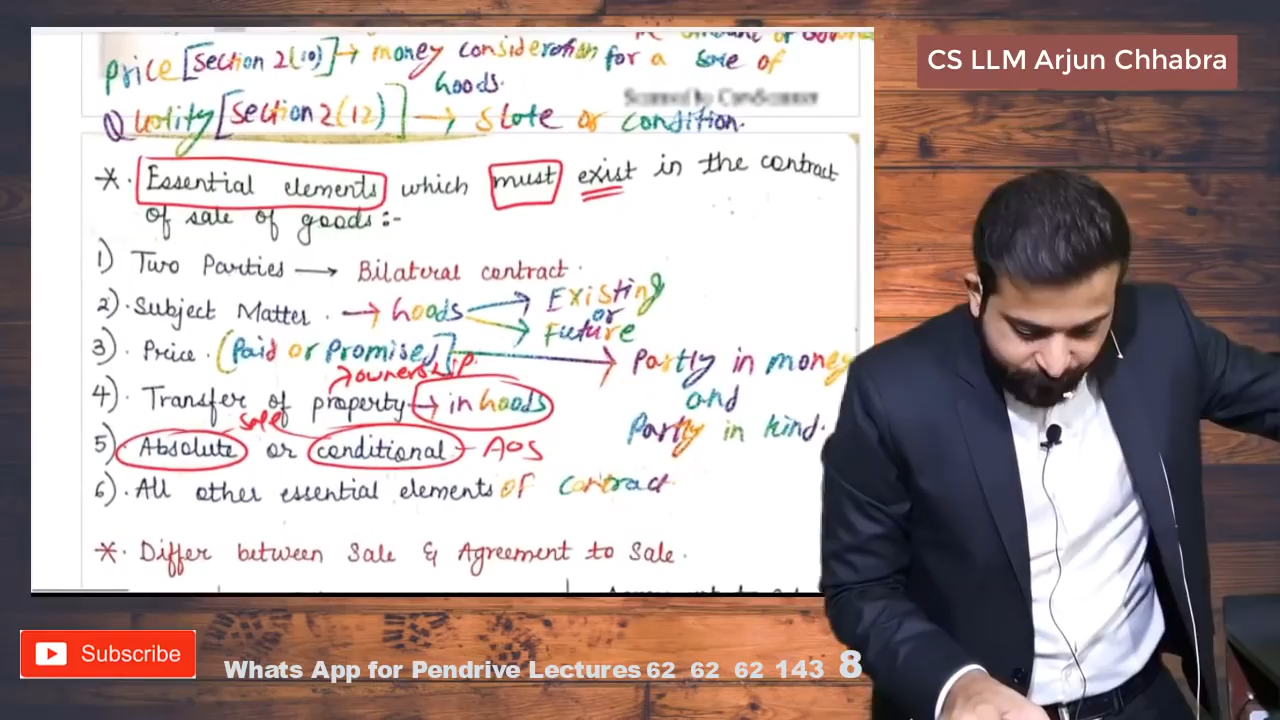 CS LLM Arjun Chhabra
Price [Section 2(10)] → money consideration for a sale of
Goods.
Quality [Section 2(12)] → State or condition.
*. Essential elements which must exist in the contract
of sale of goods:-
1) Two Parties → Bilateral contract.
2). Subject Matter. → Goods → Existing
or
Future
3). Price. (Paid or Promised] → Partly in money
and
Partly in kind.
ownership
4). Transfer of property → in Goods
sale
5). Absolute or conditional - AOS
6). All other essential elements of contract
*. Differ between Sale & Agreement to Sale.
Subscribe
Whats App for Pendrive Lectures 62 62 62 143 8